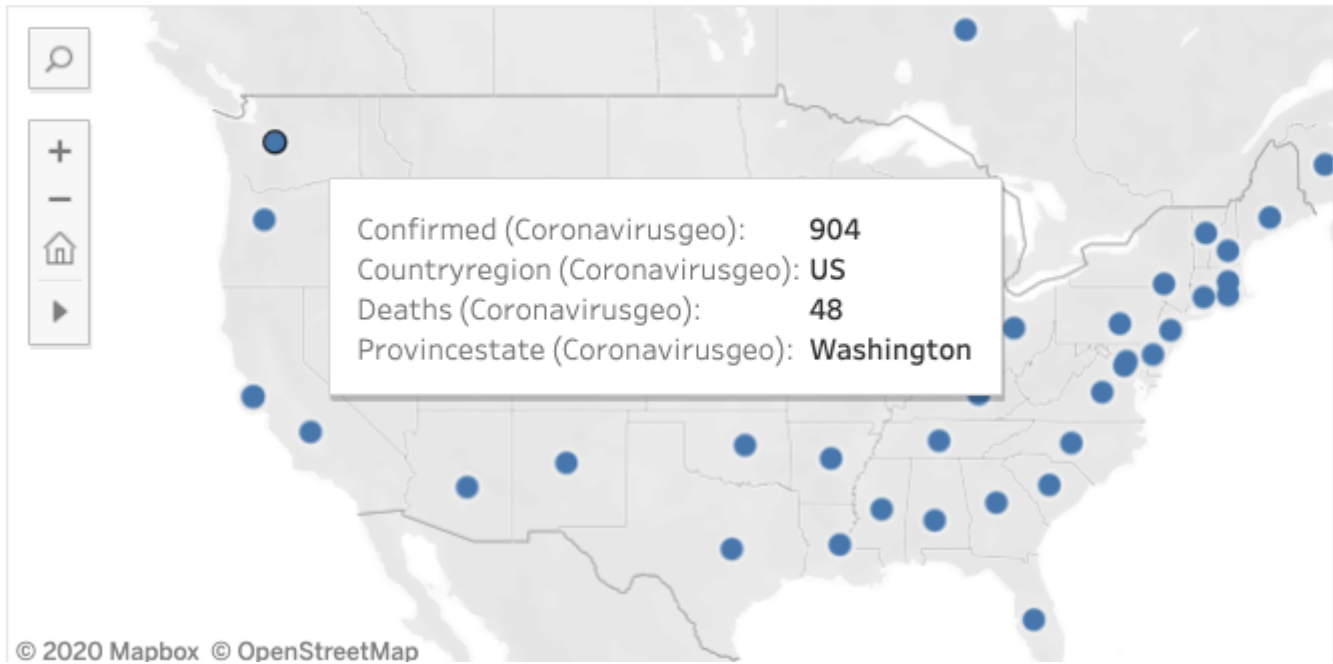 Confirmed (Coronavirusgeo): 904
Countryregion (Coronavirusgeo): US
Deaths (Coronavirusgeo): 48
Provincestate (Coronavirusgeo): Washington
© 2020 Mapbox © OpenStreetMap